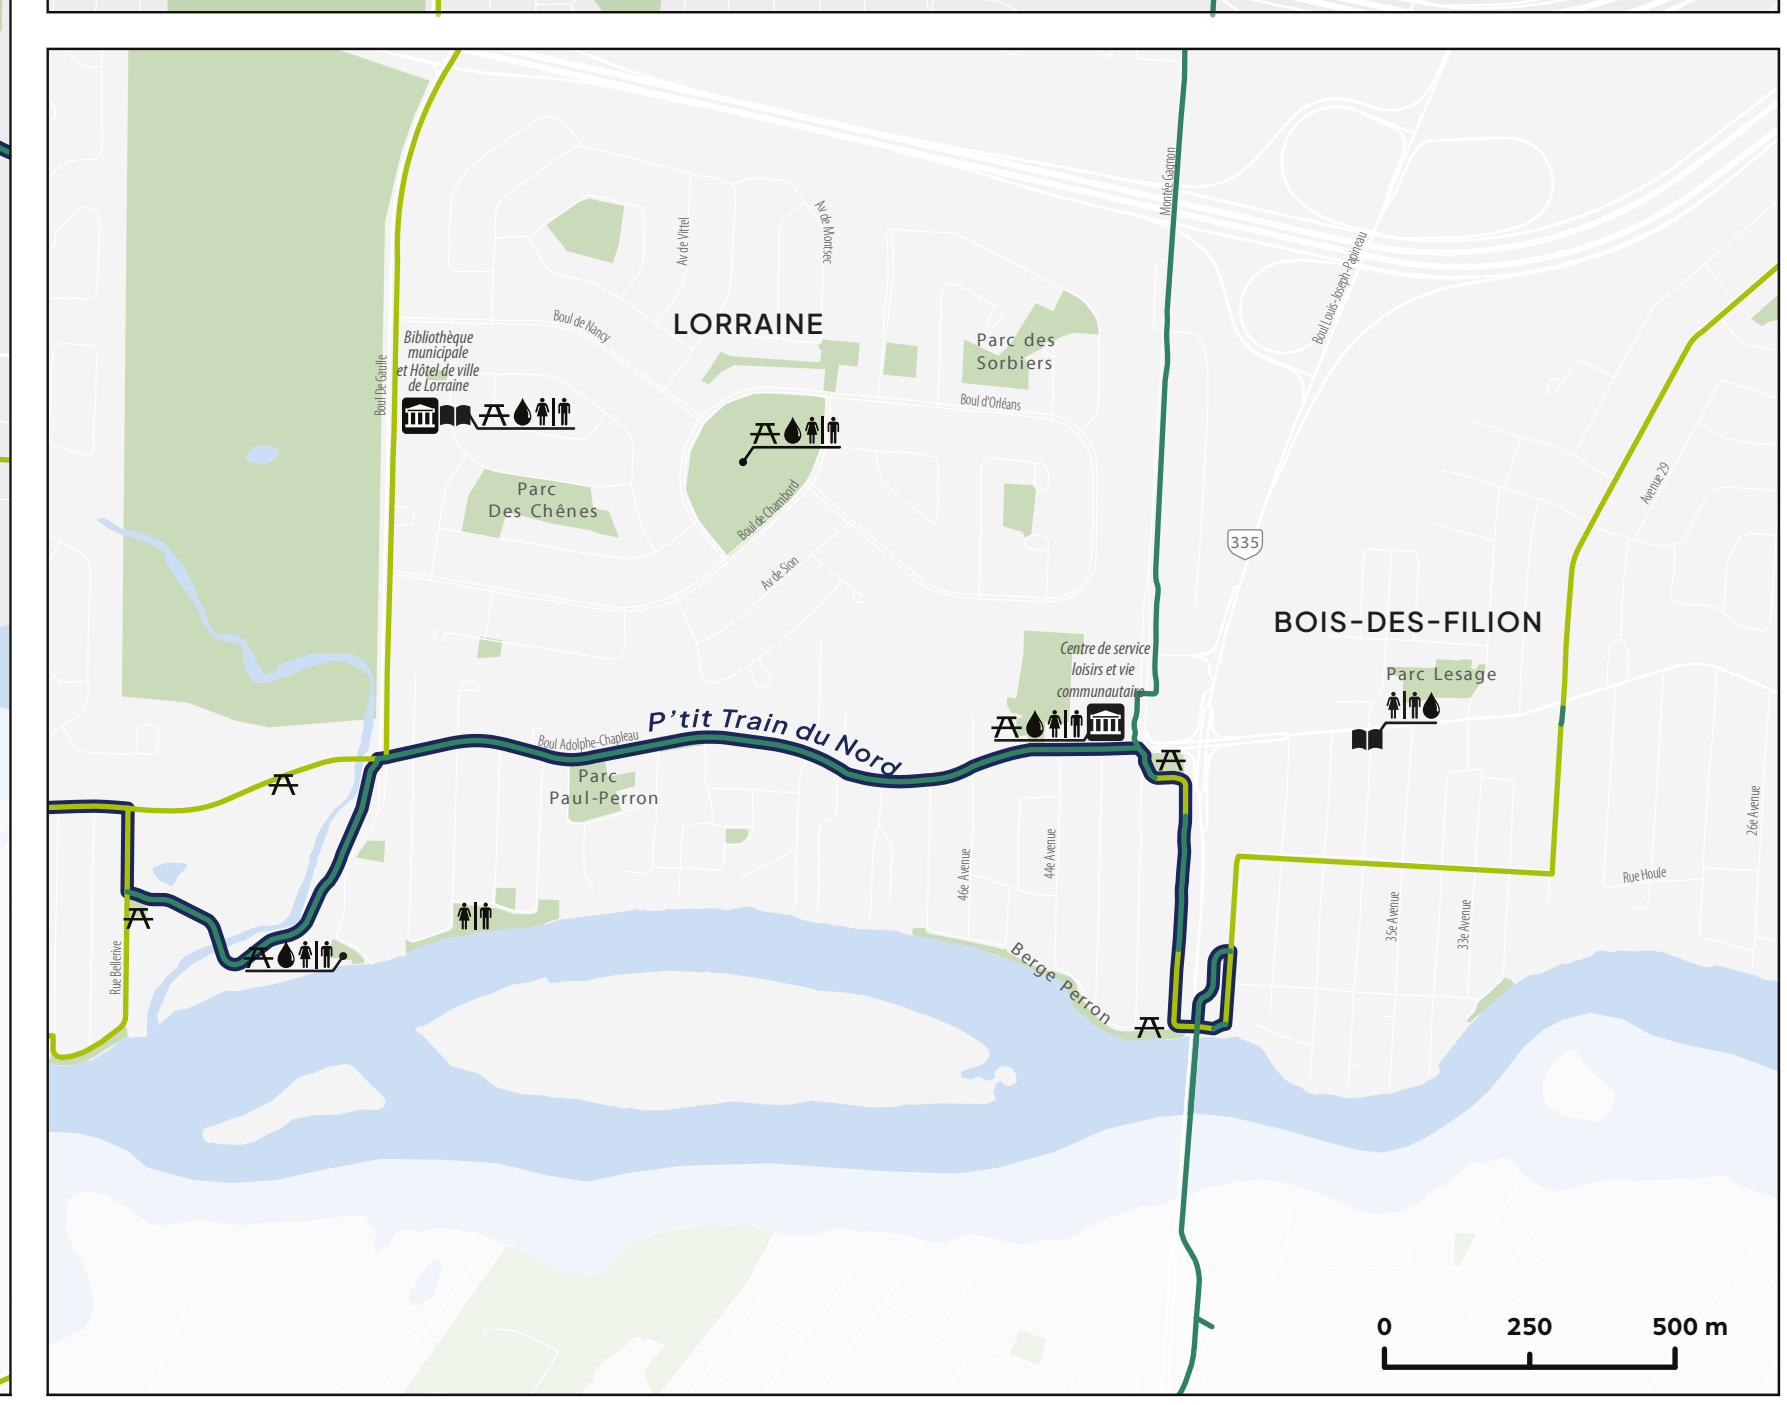 Montée Gagnon
Av de Vittel
Av de Montsec
Boul Louis-Joseph-Papineau
Boul de Nancy
LORRAINE
Bibliothèque
municipale
et Hôtel de ville
de Lorraine
Boul De Gaulle
Parc des
Sorbiers
Boul d'Orléans
Parc
Des Chênes
Boul de Chambord
Av de Sion
Avenue 29
335
BOIS-DES-FILION
Centre de service
loisirs et vie
communautaire
Parc Lesage
P'tit Train du Nord
Boul Adolphe-Chapleau
Parc
Paul-Perron
46e Avenue
44e Avenue
26e Avenue
Rue Houle
35e Avenue
33e Avenue
Rue Bellerive
Berge Perron
0 250 500 m